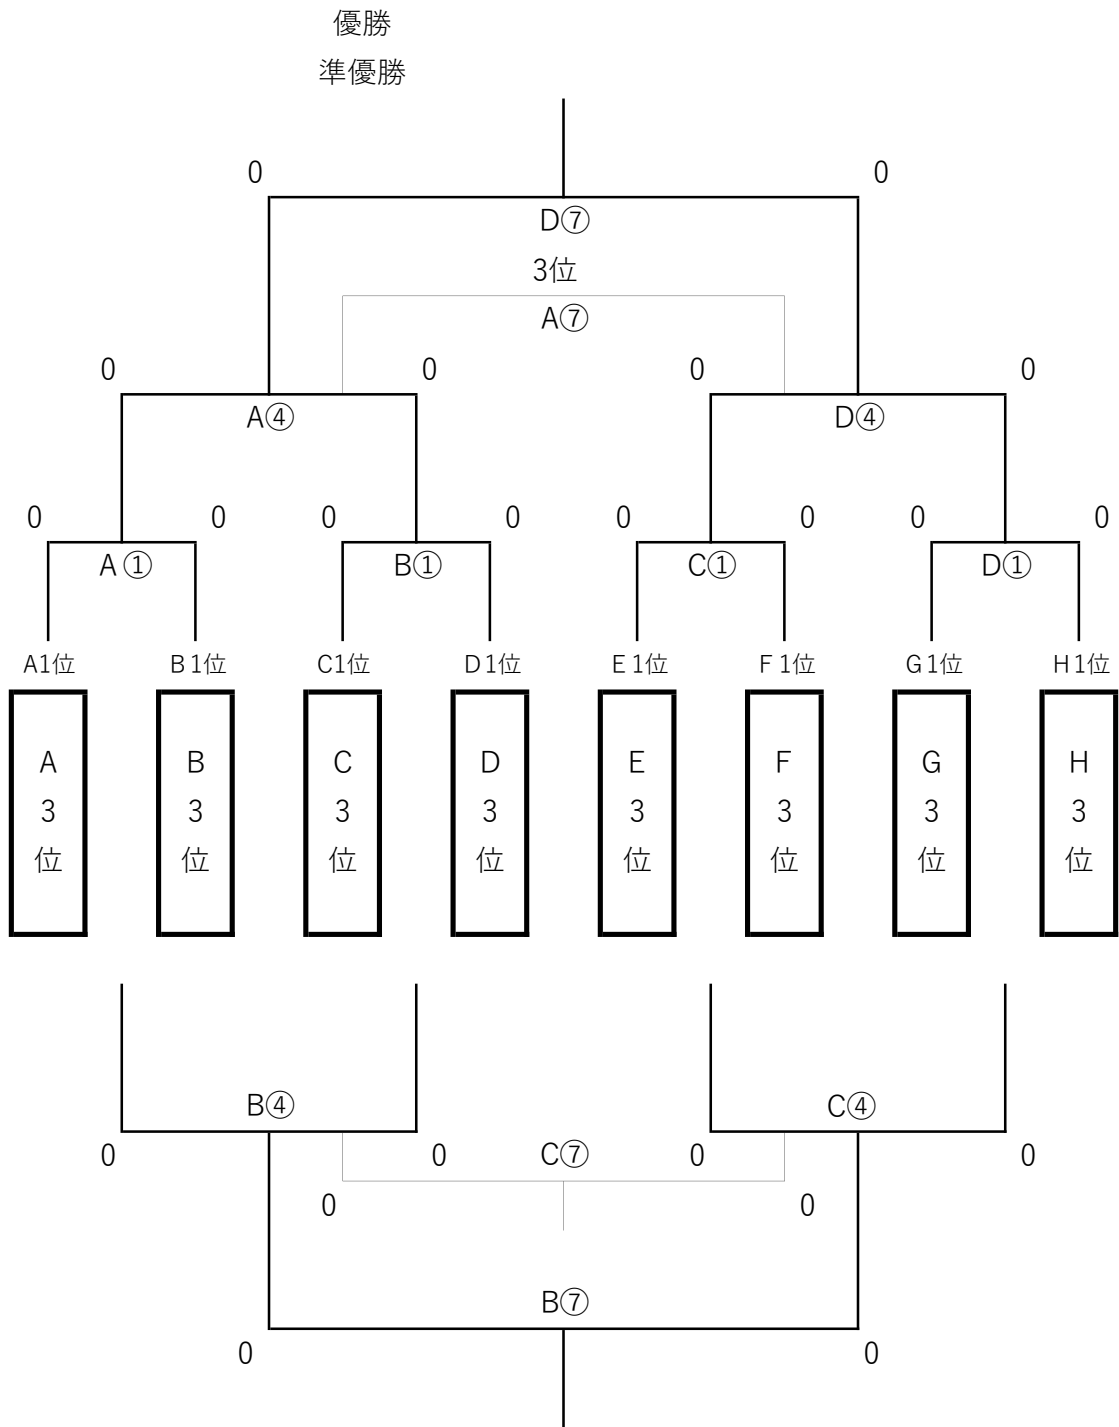 優勝
準優勝
0 0
D⑦
3位
A⑦
0 0 0 0
A④ D④
0 0 0 0 0 0 0 0
A① B① C① D①
A1位 B1位 C1位 D1位 E1位 F1位 G1位 H1位
A B C D E F G H
3 3 3 3 3 3 3 3
位 位 位 位 位 位 位 位
B④ C④
0 0 C⑦ 0 0
0 0
B⑦
0 0